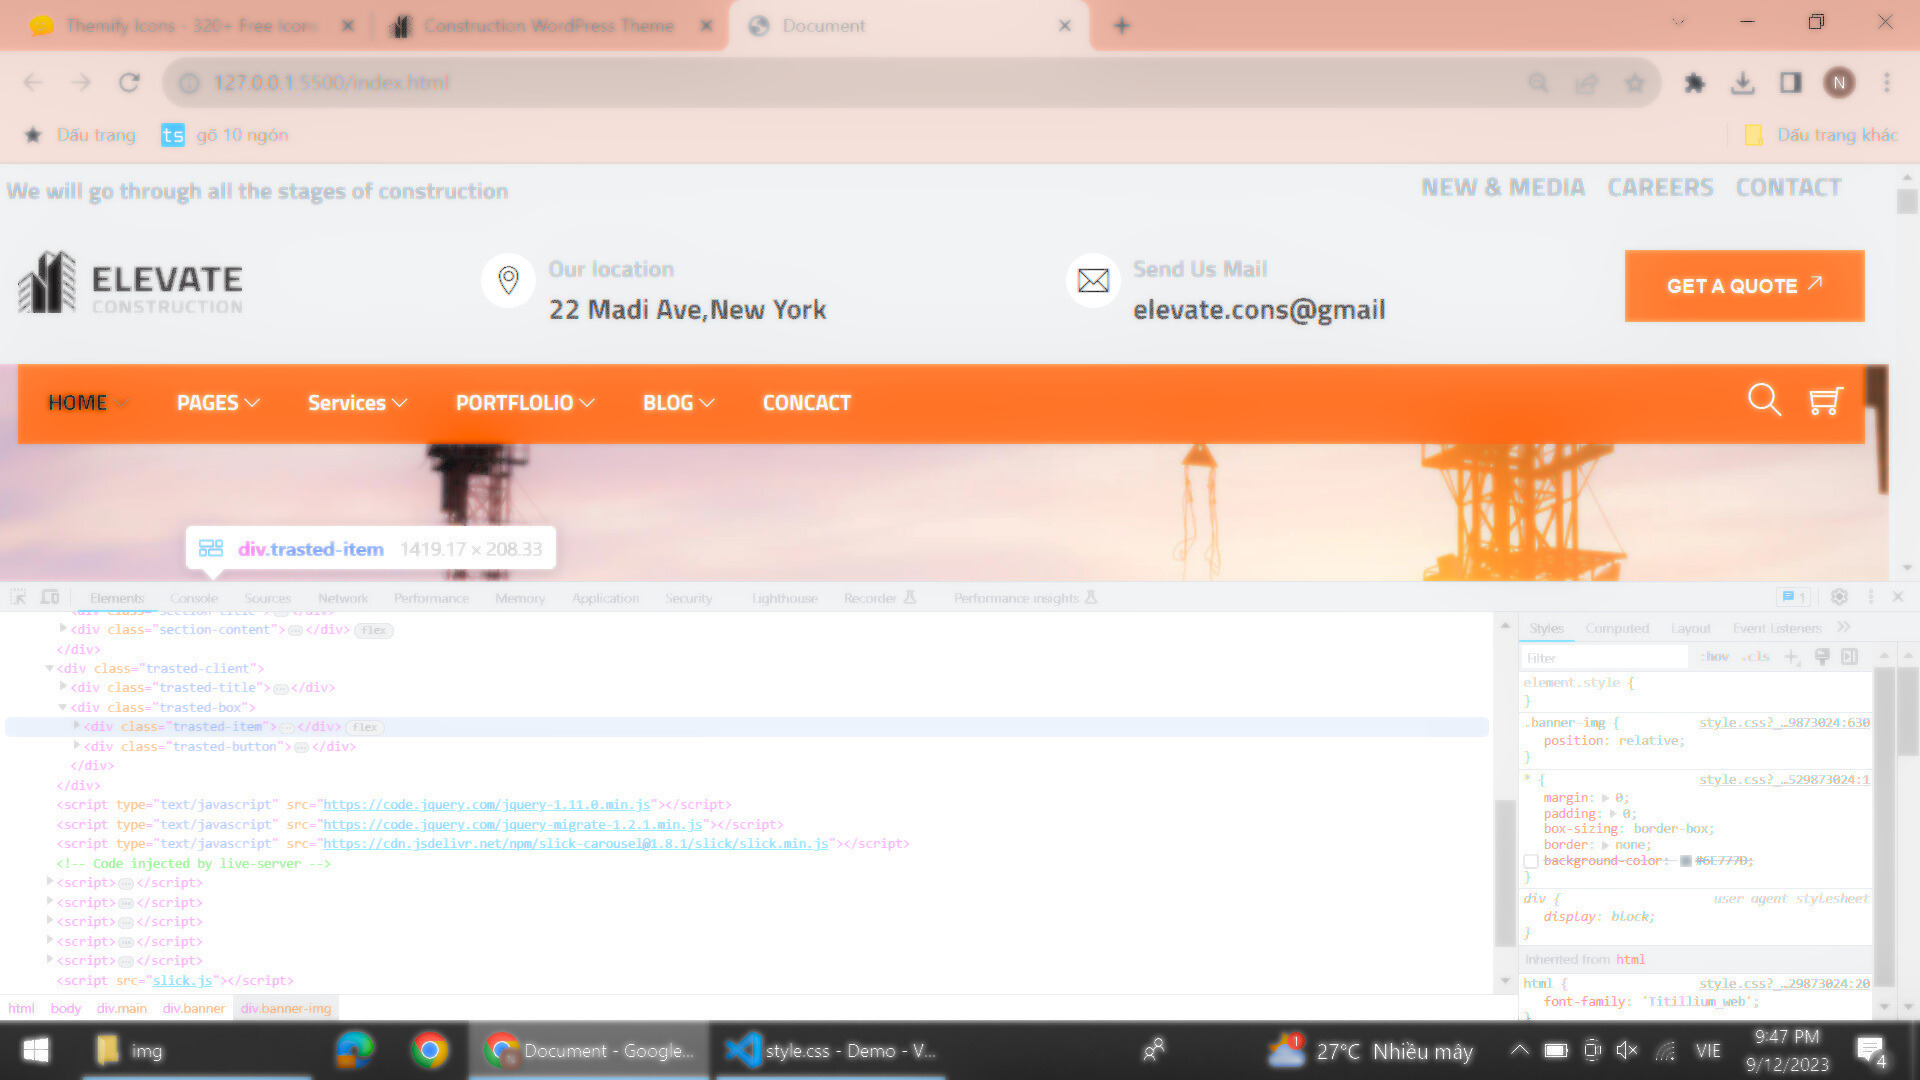 Themify Icons - 320+ Free Icons
Construction WordPress Theme
Document
127.0.0.1:5500/index.html
N
Dấu trang
ts gõ 10 ngón
Dấu trang khác
We will go through all the stages of construction
NEW & MEDIA CAREERS CONTACT
ELEVATE
CONSTRUCTION
Our location
22 Madi Ave,New York
Send Us Mail
elevate.cons@gmail
GET A QUOTE
HOME PAGES Services PORTFLOLIO BLOG CONCACT
div.trasted-item 1419.17 × 208.33
Elements Console Sources Network Performance Memory Application Security Lighthouse Recorder Performance insights 1
<div class="section-title">…</div>
<div class="section-content">…</div> flex
</div>
<div class="trasted-client">
<div class="trasted-title">…</div>
<div class="trasted-box">
<div class="trasted-item">…</div> flex
<div class="trasted-button">…</div>
</div>
</div>
<script type="text/javascript" src="https://code.jquery.com/jquery-1.11.0.min.js"></script>
<script type="text/javascript" src="https://code.jquery.com/jquery-migrate-1.2.1.min.js"></script>
<script type="text/javascript" src="https://cdn.jsdelivr.net/npm/slick-carousel@1.8.1/slick/slick.min.js"></script>
<!-- Code injected by live-server -->
<script>…</script>
<script>…</script>
<script>…</script>
<script>…</script>
<script>…</script>
<script src="slick.js"></script>
html body div.main div.banner div.banner-img
Styles Computed Layout Event Listeners
Filter :hov .cls
element.style {
}
.banner-img { style.css?_…9873024:630
position: relative;
}
* { style.css?_…529873024:1
margin: 0;
padding: 0;
box-sizing: border-box;
border: none;
background-color: #6E777D;
}
div { user agent stylesheet
display: block;
}
Inherited from html
html { style.css?_…29873024:20
font-family: 'Titillium_web';
}
img
Document - Google...
style.css - Demo - V...
1
27°C Nhiều mây
VIE
9:47 PM
9/12/2023
4